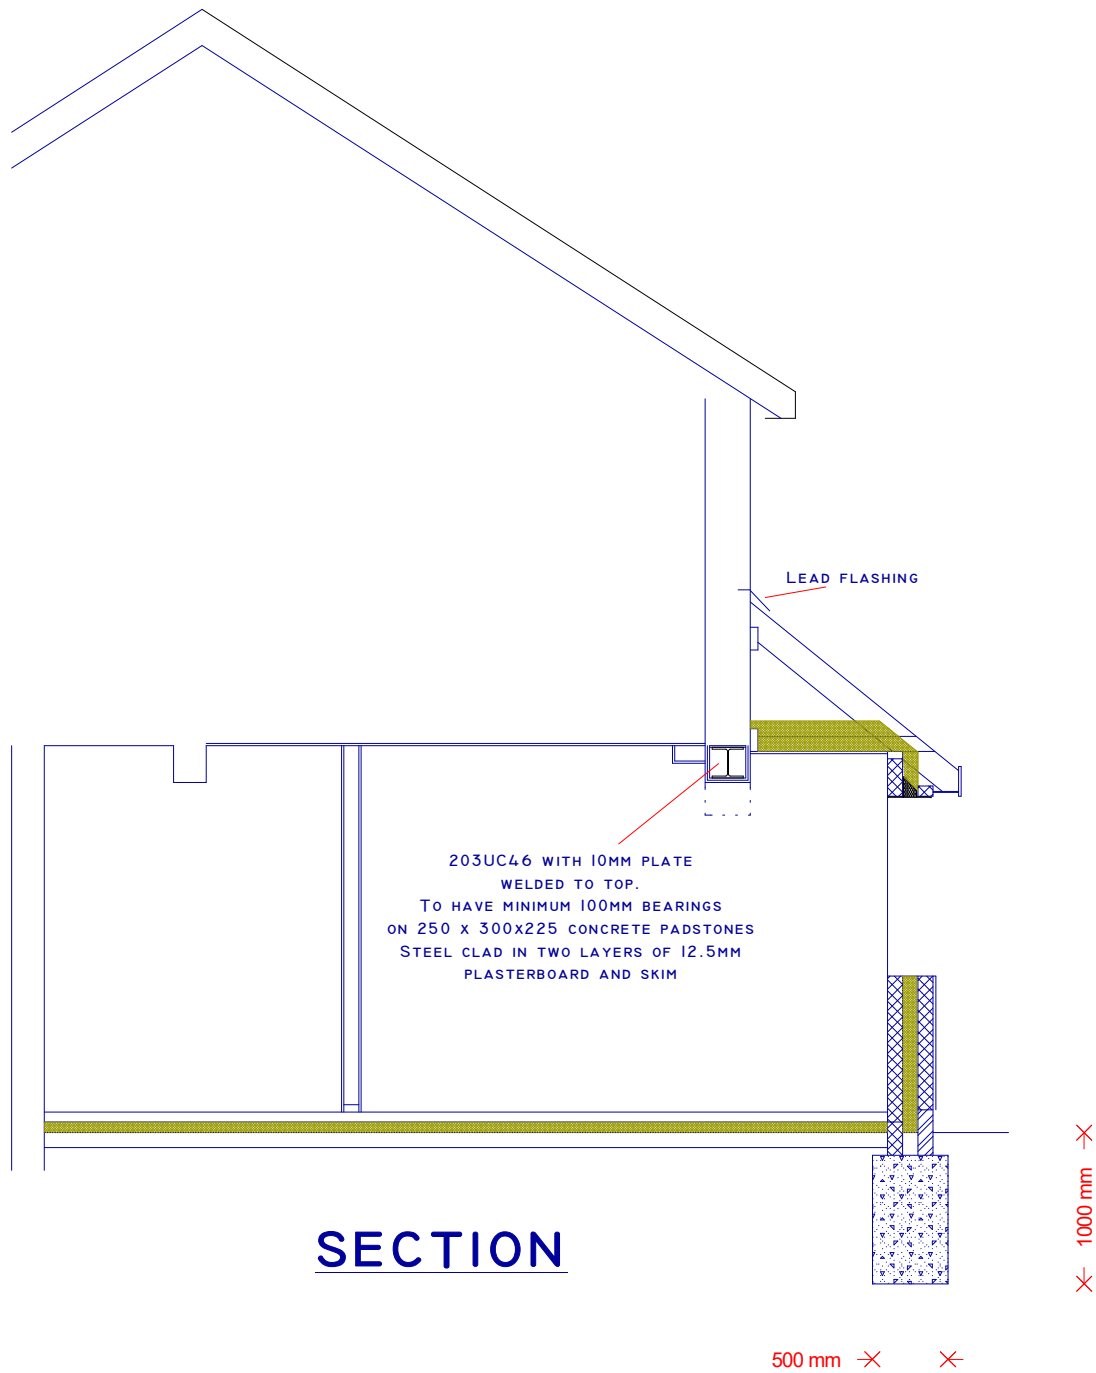 Lead flashing
203UC46 with 10mm plate
welded to top.
To have minimum 100mm bearings
on 250 x 300x225 concrete padstones
Steel clad in two layers of 12.5mm
plasterboard and skim
1000 mm
SECTION
500 mm